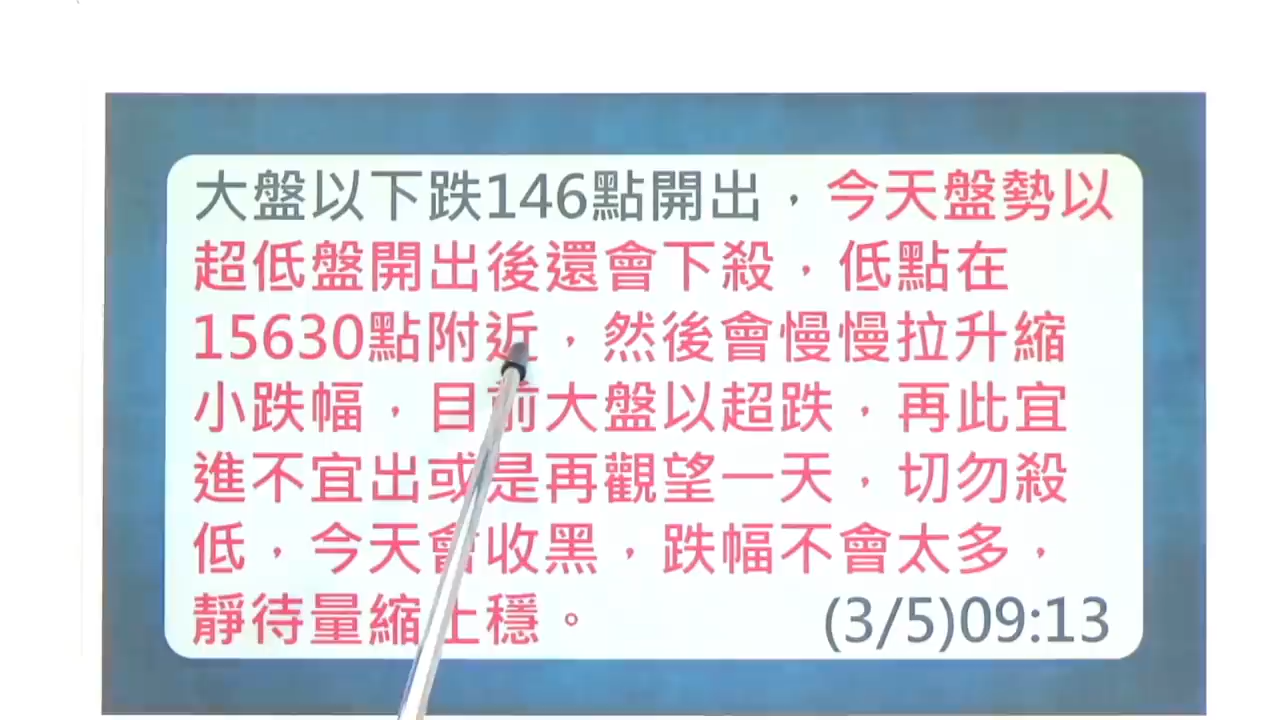 大盤以下跌146點開出，今天盤勢以
超低盤開出後還會下殺，低點在
15630點附近，然後會慢慢拉升縮
小跌幅，目前大盤以超跌，再此宜
進不宜出或是再觀望一天，切勿殺
低，今天會收黑，跌幅不會太多，
靜待量縮止穩。 (3/5)09:13